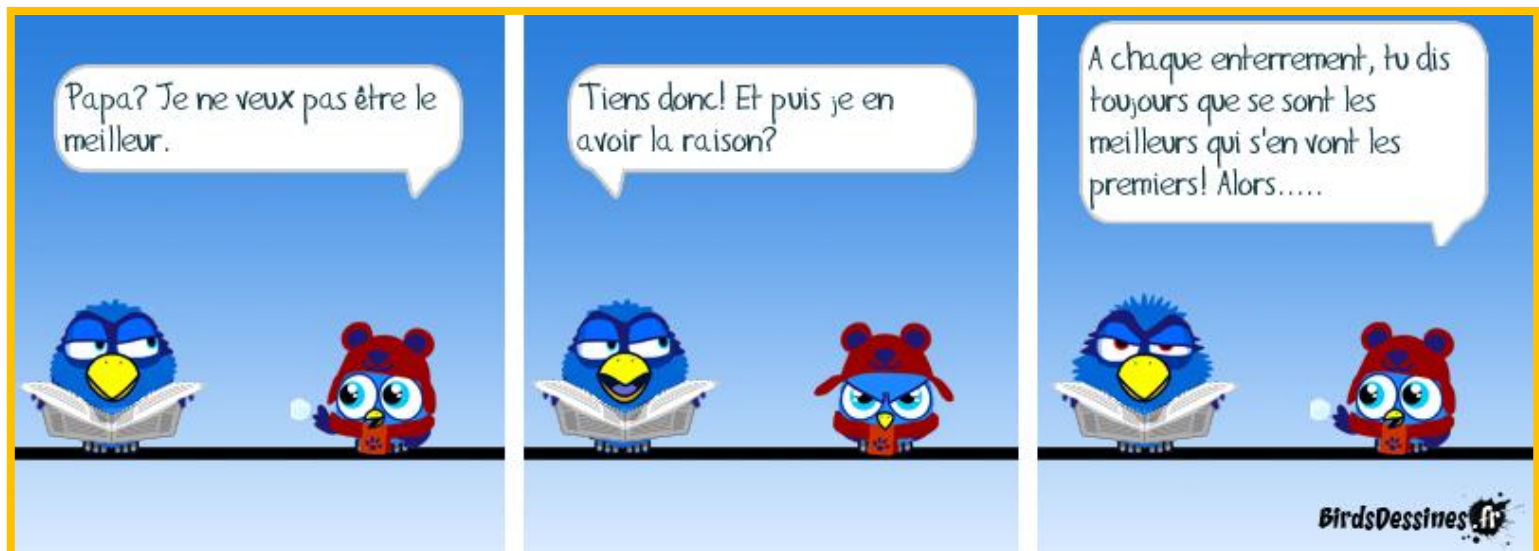 Papa? Je ne veux pas être le
meilleur.
Tiens donc! Et puis je en
avoir la raison?
A chaque enterrement, tu dis
toujours que se sont les
meilleurs qui s'en vont les
premiers! Alors.....
BirdsDessines.fr